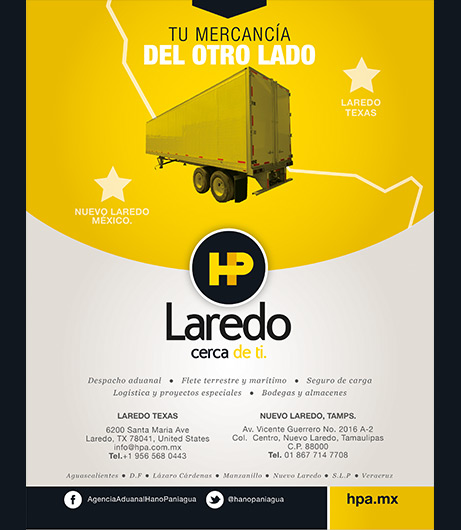 TU MERCANCÍA
DEL OTRO LADO
LAREDO
TEXAS
NUEVO LAREDO
MÉXICO.
HP
Laredo
cerca de ti.
Despacho aduanal • Flete terrestre y marítimo • Seguro de carga
Logística y proyectos especiales • Bodegas y almacenes
LAREDO TEXAS
6200 Santa Maria Ave
Laredo, TX 78041, United States
info@hpa.com.mx
Tel.+1 956 568 0443
NUEVO LAREDO, TAMPS.
Av. Vicente Guerrero No. 2016 A-2
Col. Centro, Nuevo Laredo, Tamaulipas
C.P. 88000
Tel. 01 867 714 7708
Aguascalientes • D.F • Lázaro Cárdenas • Manzanillo • Nuevo Laredo • S.L.P • Veracruz
AgenciaAduanalHanoPaniagua
@hanopaniagua
hpa.mx